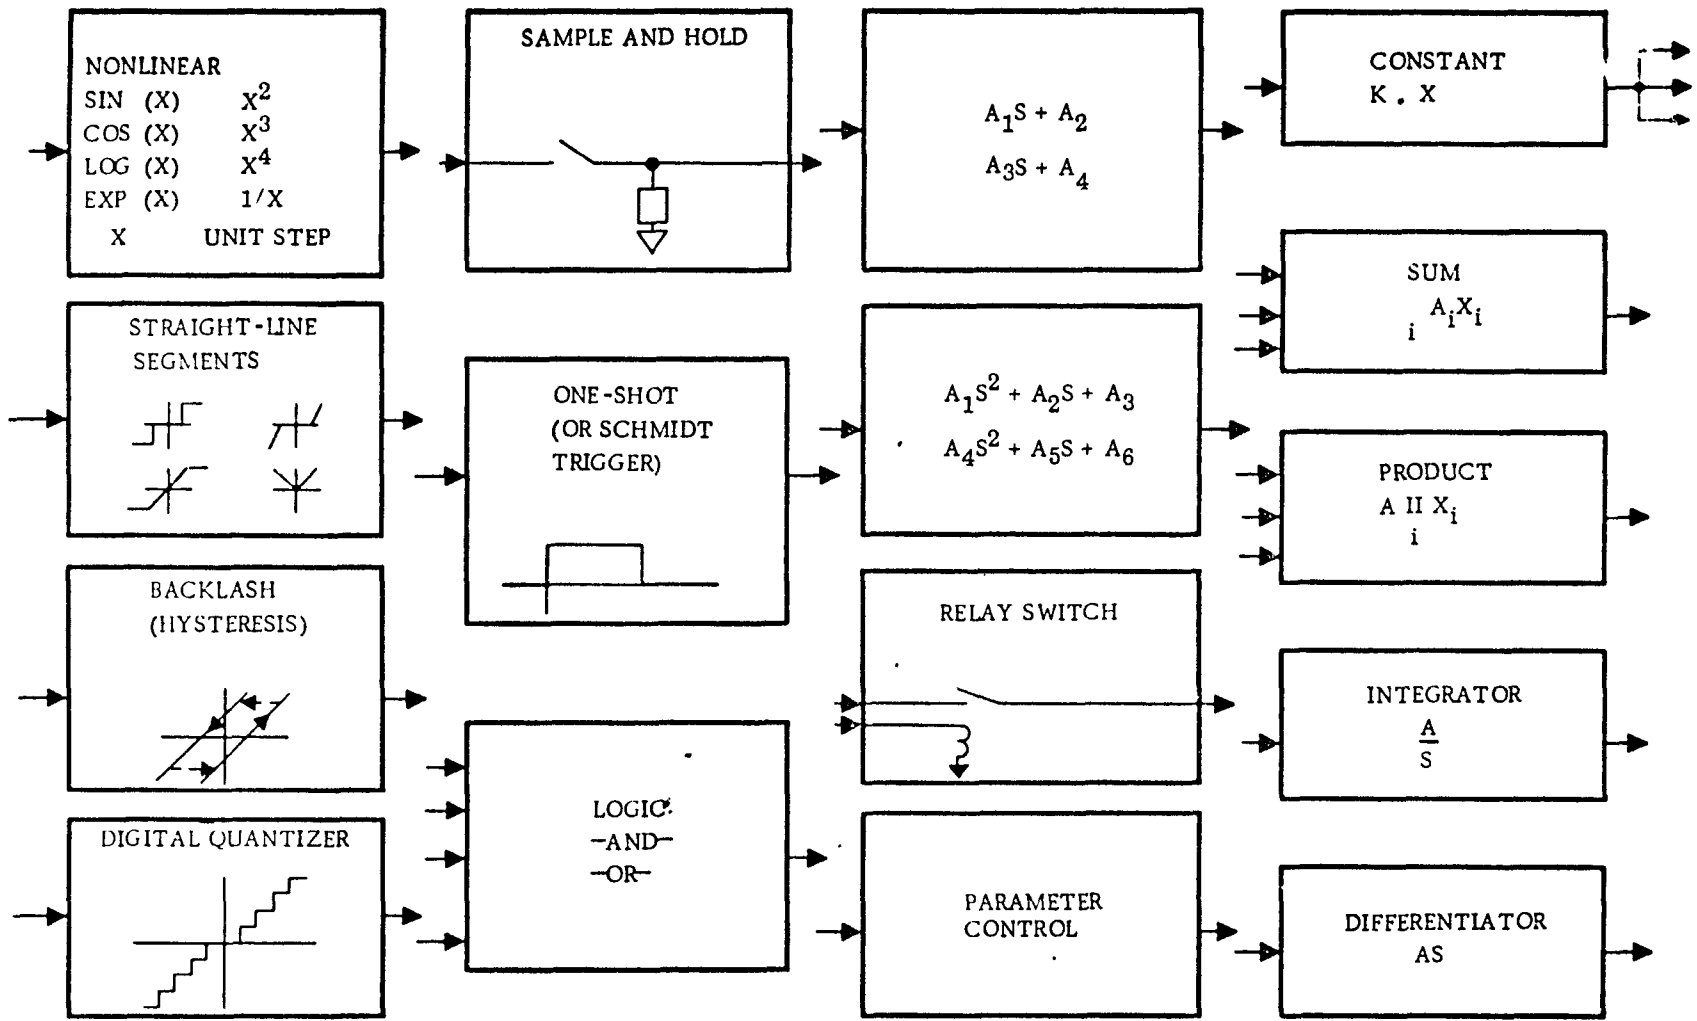 NONLINEAR
SIN (X) X²
COS (X) X³
LOG (X) X⁴
EXP (X) 1/X
X UNIT STEP
STRAIGHT-LINE
SEGMENTS
BACKLASH
(HYSTERESIS)
DIGITAL QUANTIZER
SAMPLE AND HOLD
ONE-SHOT
(OR SCHMIDT
TRIGGER)
LOGIC
-AND-
-OR-
A₁S + A₂
A₃S + A₄
A₁S² + A₂S + A₃
A₄S² + A₅S + A₆
RELAY SWITCH
PARAMETER
CONTROL
CONSTANT
K . X
SUM
AᵢXᵢ
i
PRODUCT
A II Xᵢ
i
INTEGRATOR
A
S
DIFFERENTIATOR
AS